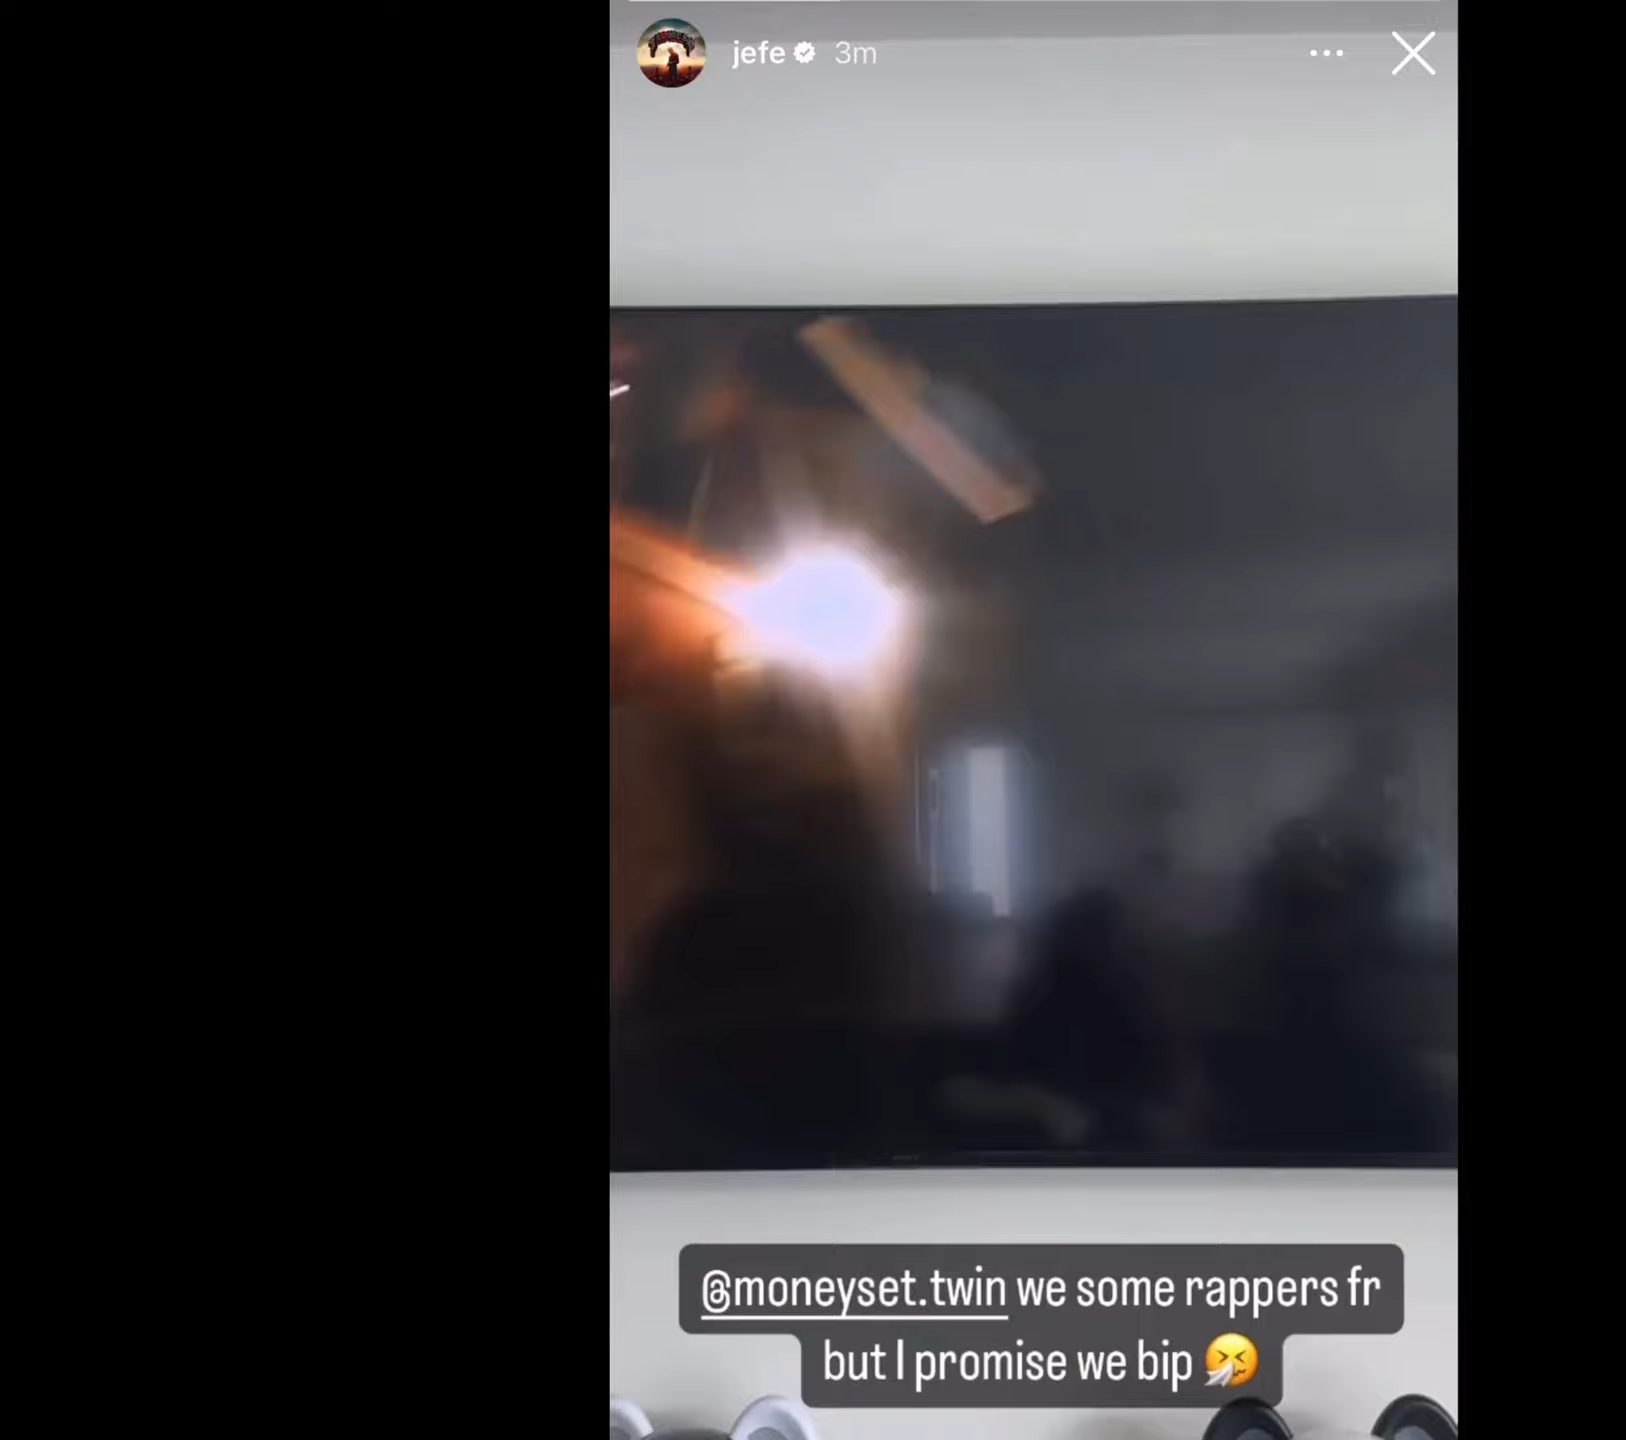 jefe 3m
@moneyset.twin we some rappers fr
but I promise we bip 🤧